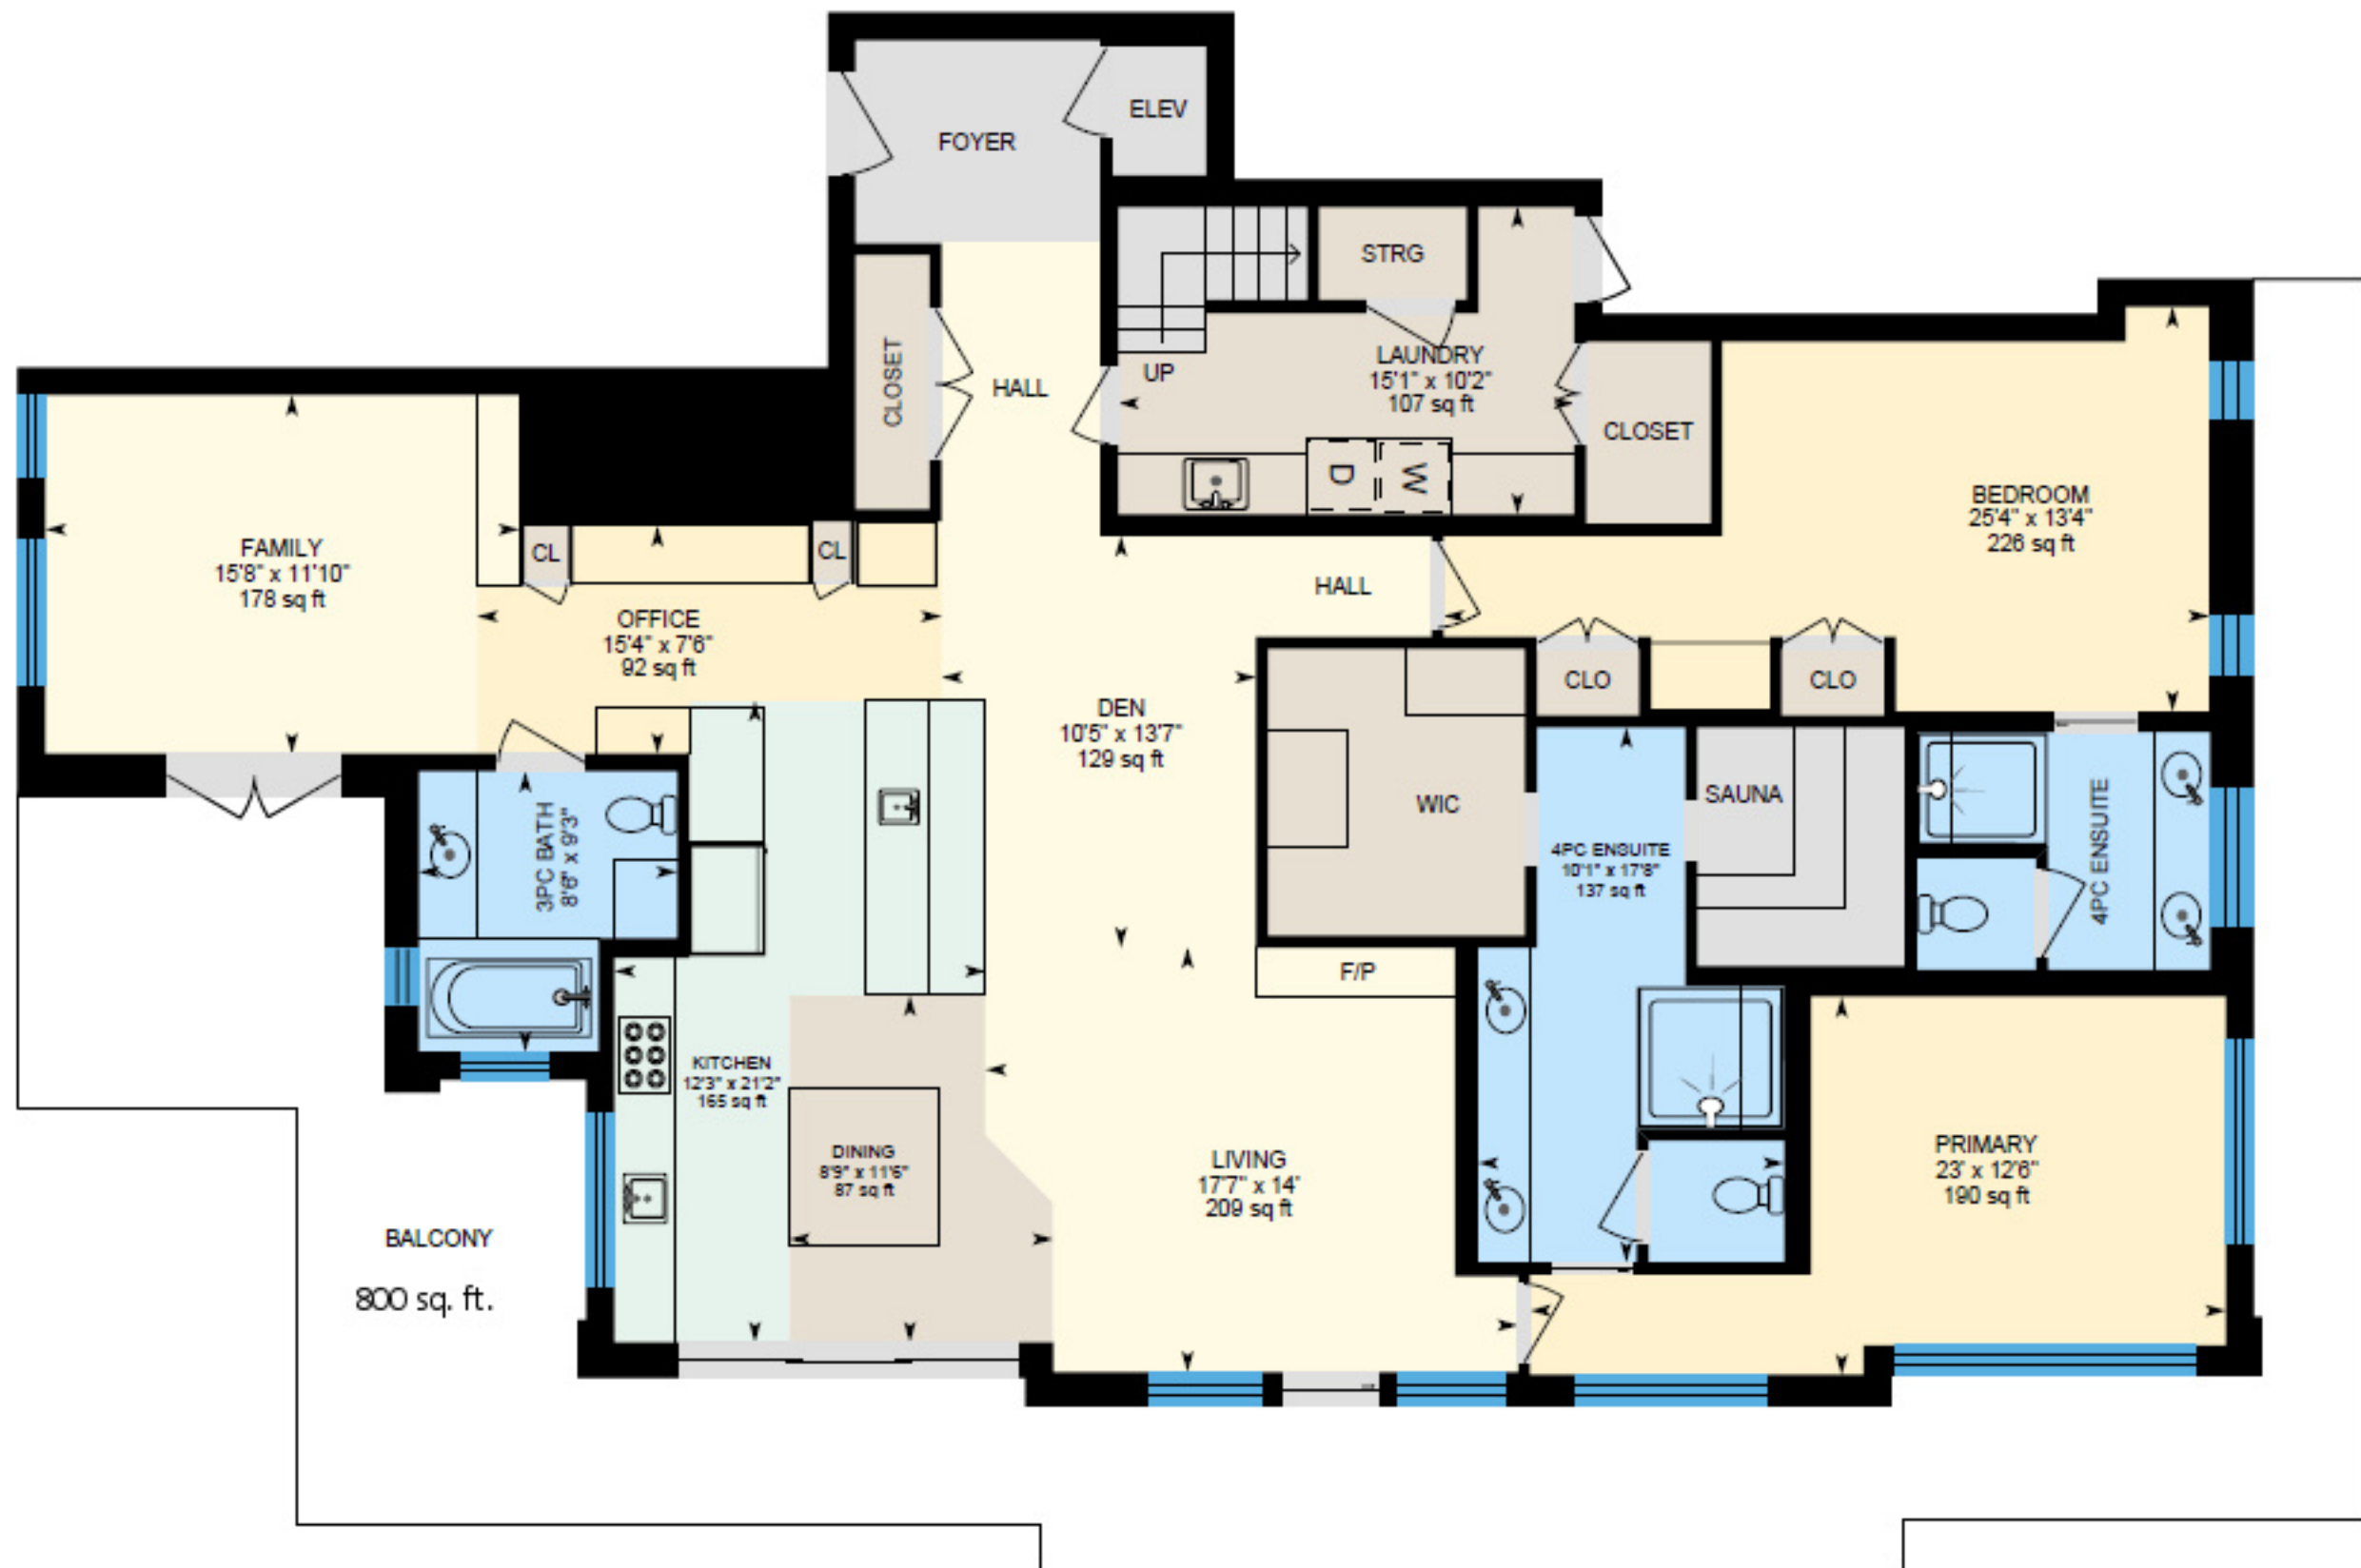 ELEV
FOYER
STRG
CLOSET
HALL
UP
LAUNDRY
15'1" x 10'2"
107 sq ft
CLOSET
D
W
BEDROOM
25'4" x 13'4"
226 sq ft
FAMILY
15'8" x 11'10"
178 sq ft
CL
CL
OFFICE
15'4" x 7'6"
92 sq ft
HALL
CLO
CLO
DEN
10'5" x 13'7"
129 sq ft
WIC
SAUNA
3PC BATH
8'6" x 9'3"
4PC ENSUITE
10'1" x 17'8"
137 sq ft
4PC ENSUITE
F/P
KITCHEN
12'3" x 21'2"
165 sq ft
DINING
8'9" x 11'6"
87 sq ft
LIVING
17'7" x 14'
209 sq ft
PRIMARY
23' x 12'6"
190 sq ft
BALCONY
800 sq. ft.